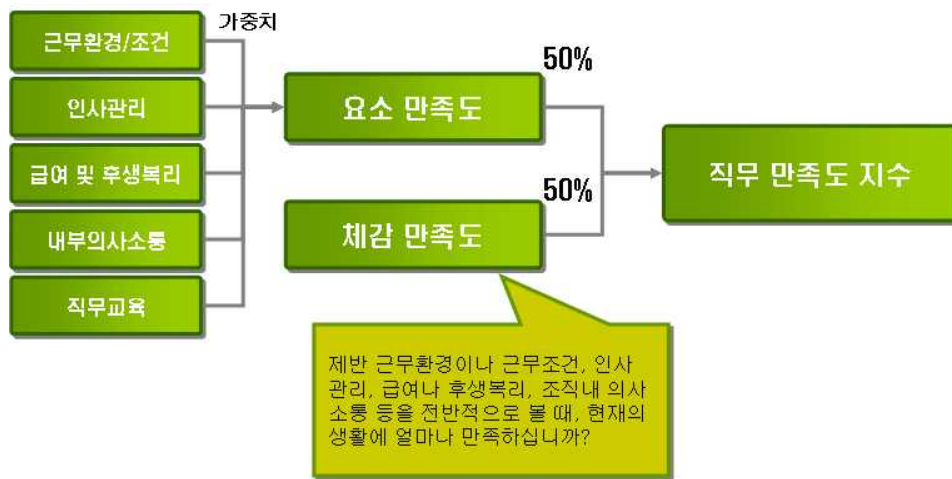 가중치
근무환경/조건
인사관리
급여 및 후생복리
내부의사소통
직무교육
50%
요소 만족도
50%
체감 만족도
직무 만족도 지수
제반 근무환경이나 근무조건, 인사
관리, 급여나 후생복리, 조직내 의사
소통 등을 전반적으로 볼 때, 현재의
생활에 얼마나 만족하십니까?